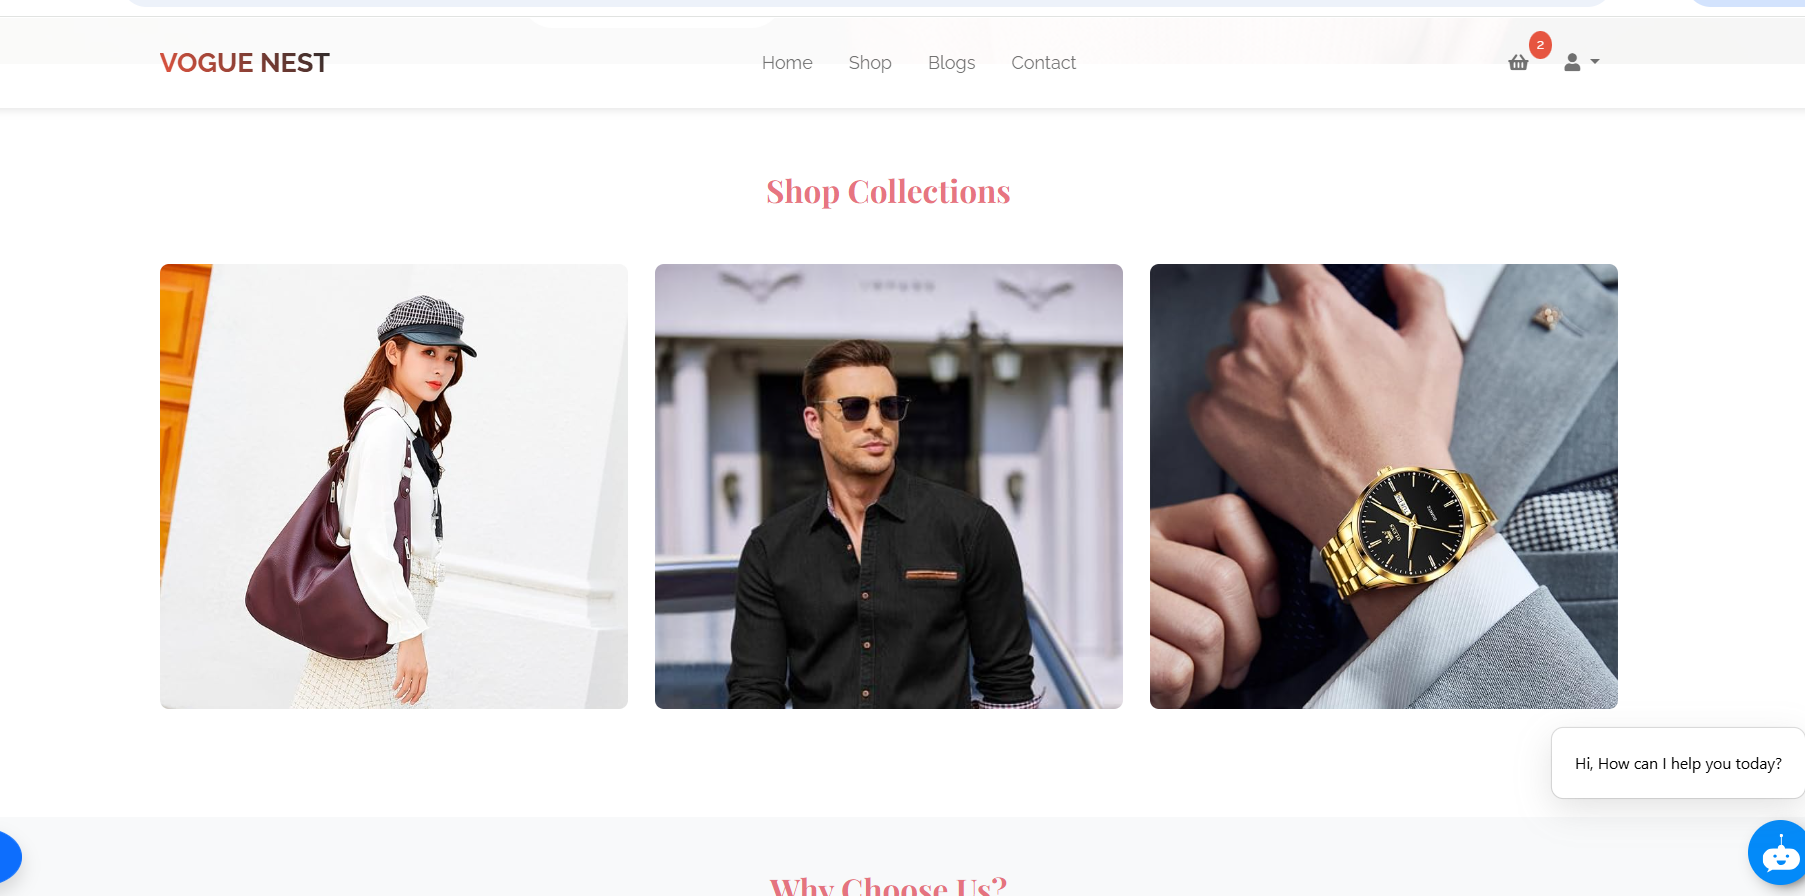 VOGUE NEST
Home
Shop
Blogs
Contact
2
Shop Collections
Hi, How can I help you today?
Why Choose Us?